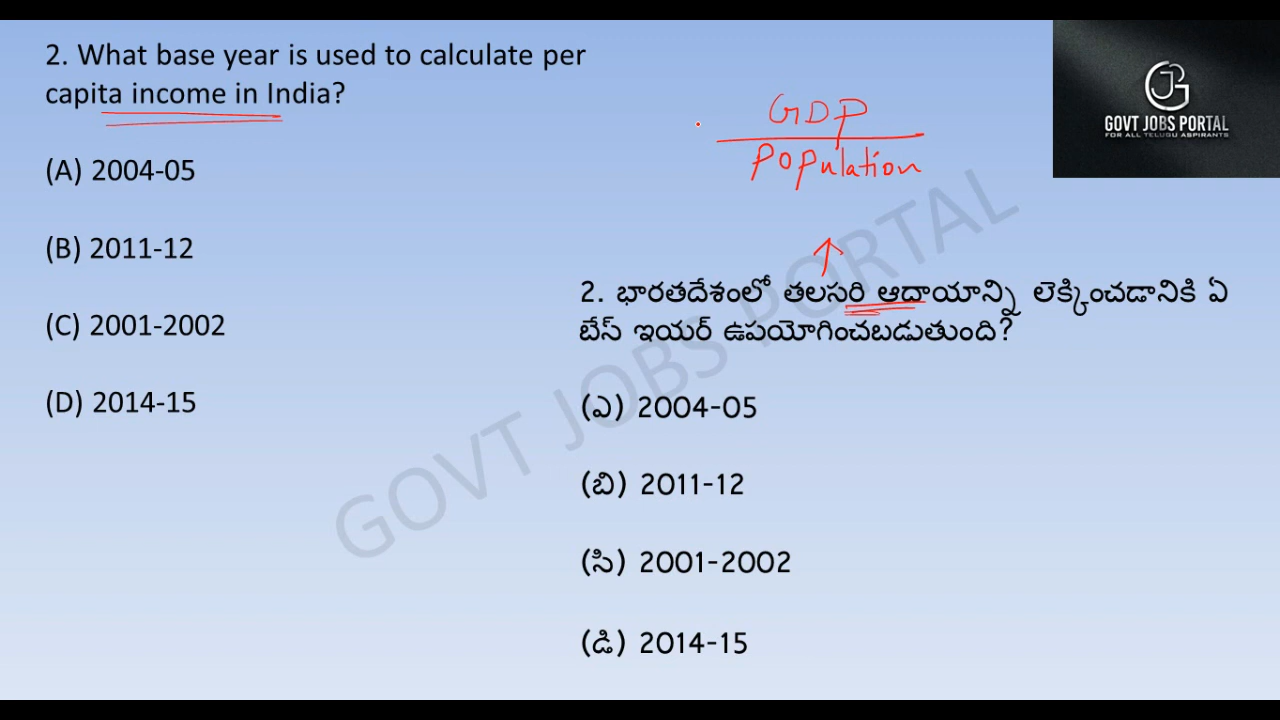 2. What base year is used to calculate per
capita income in India?
(A) 2004-05
(B) 2011-12
(C) 2001-2002
(D) 2014-15
GDP
Population
GJP
GOVT JOBS PORTAL
FOR ALL TELUGU ASPIRANTS
2. భారతదేశంలో తలసరి ఆదాయాన్ని లెక్కించడానికి ఏ
బేస్ ఇయర్ ఉపయోగించబడుతుంది?
(ఎ) 2004-05
(బి) 2011-12
(సి) 2001-2002
(డి) 2014-15
GOVT JOBS PORTAL